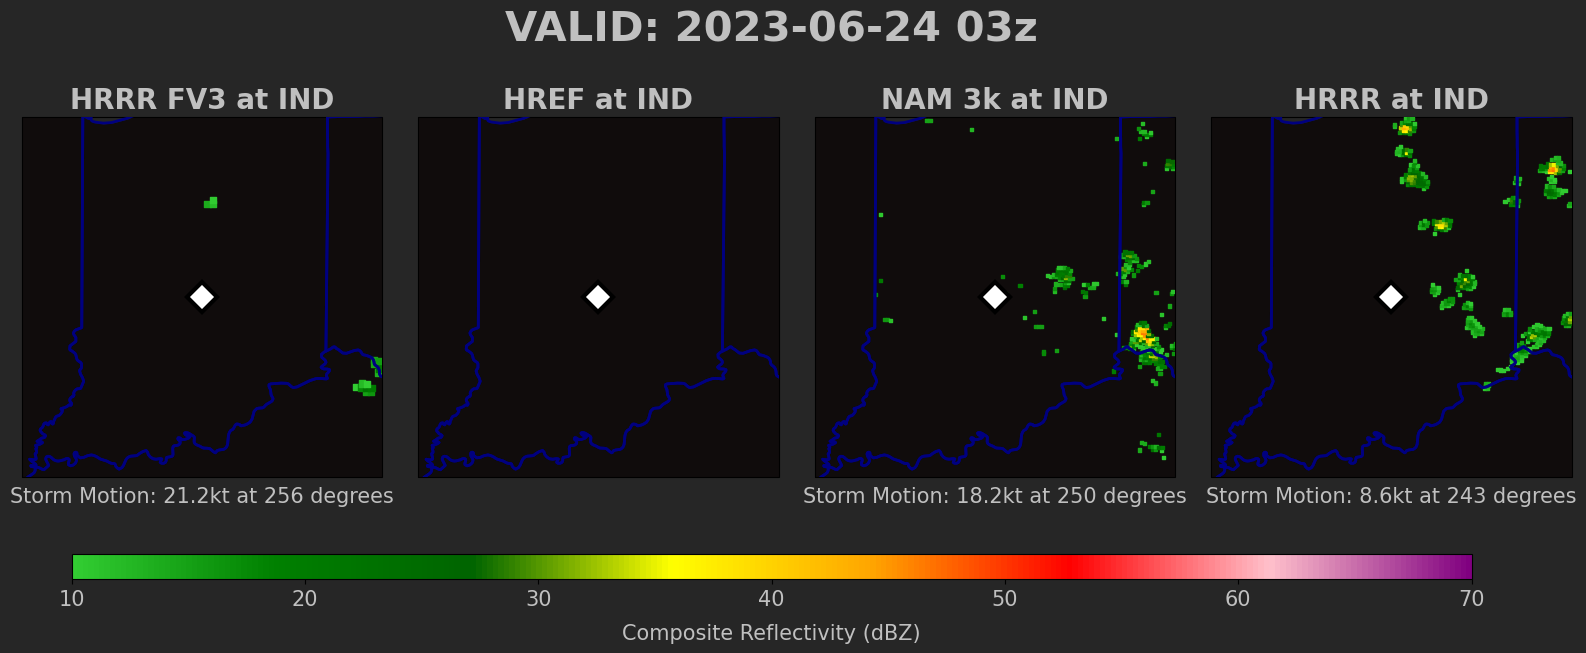 VALID: 2023-06-24 03z
HRRR FV3 at IND
HREF at IND
NAM 3k at IND
HRRR at IND
Storm Motion: 21.2kt at 256 degrees
Storm Motion: 18.2kt at 250 degrees
Storm Motion: 8.6kt at 243 degrees
10 20 30 40 50 60 70
Composite Reflectivity (dBZ)